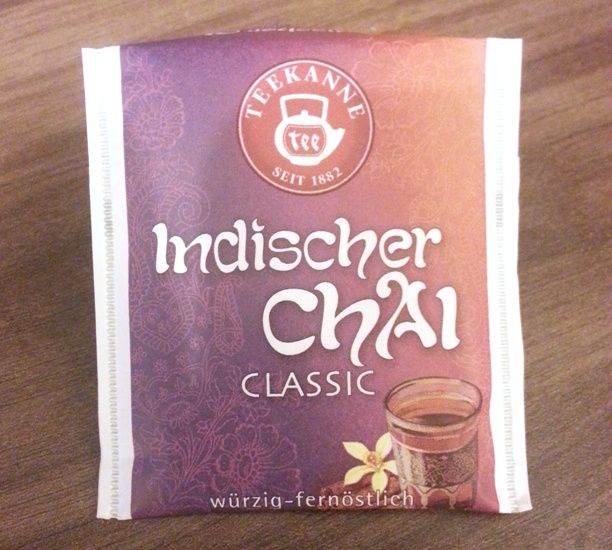 TEEKANNE
tee
SEIT 1882
Indischer
Chai
CLASSIC
würzig-fernöstlich